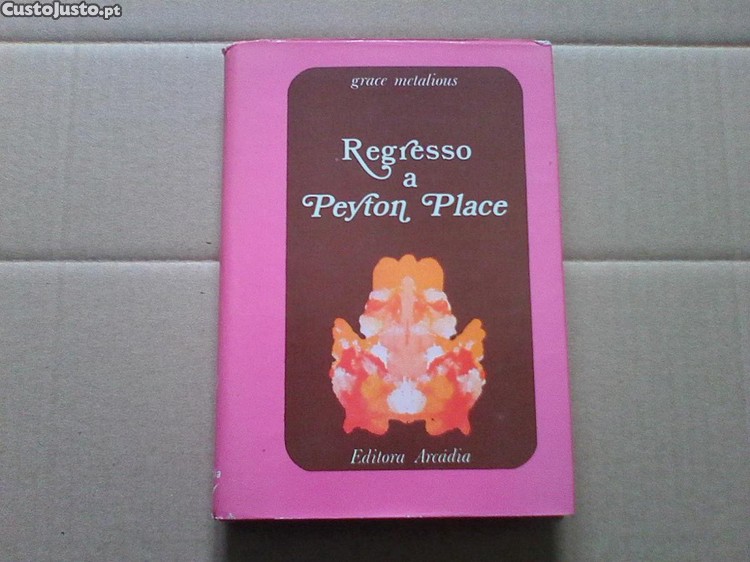 CustoJusto.pt
grace metalious
Regresso
a
Peyton Place
Editora Arcádia